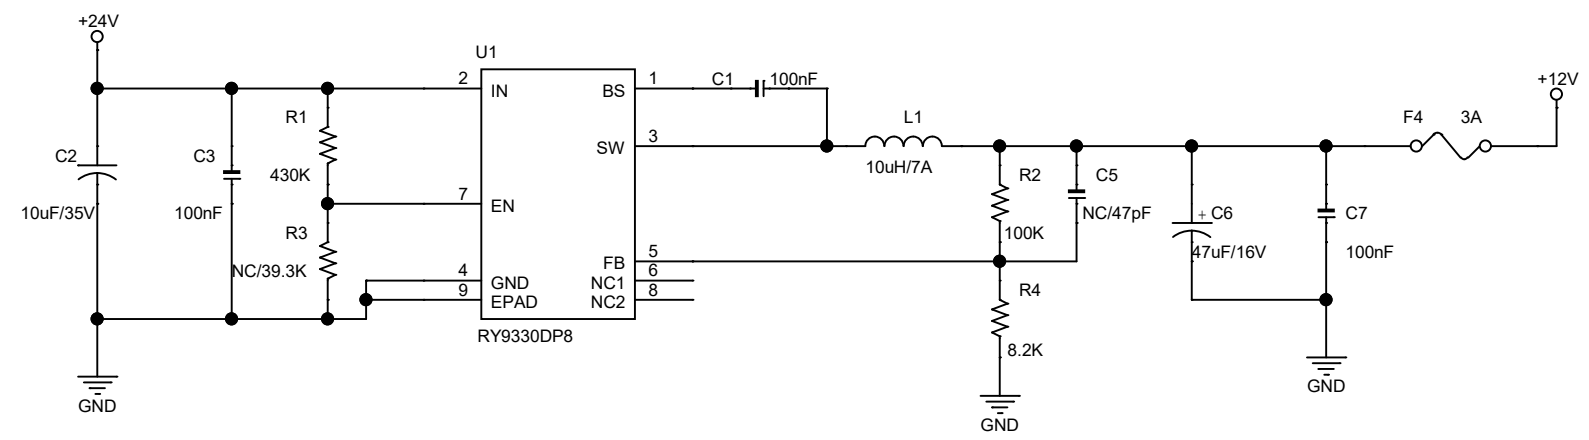 +24V
U1
2
IN
BS
1
C1
100nF
+12V
R1
L1
F4
3A
SW
3
C2
C3
430K
10uH/7A
R2
C5
10uF/35V
100nF
7
EN
NC/47pF
+ C6
C7
R3
100K
47uF/16V
100nF
NC/39.3K
FB
5
4
GND
NC1
6
9
EPAD
NC2
8
R4
RY9330DP8
8.2K
GND
GND
GND